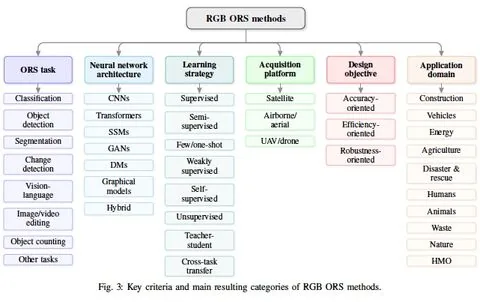 RGB ORS methods
ORS task
Classification
Object
detection
Segmentation
Change
detection
Vision-
language
Image/video
editing
Object counting
Other tasks
Neural network
architecture
CNNs
Transformers
SSMs
GANs
DMs
Graphical
models
Hybrid
Learning
strategy
Supervised
Semi-
supervised
Few/one-shot
Weakly
supervised
Self-
supervised
Unsupervised
Teacher-
student
Cross-task
transfer
Acquisition
platform
Satellite
Airborne/
aerial
UAV/drone
Design
objective
Accuracy-
oriented
Efficiency-
oriented
Robustness-
oriented
Application
domain
Construction
Vehicles
Energy
Agriculture
Disaster &
rescue
Humans
Animals
Waste
Nature
HMO
Fig. 3: Key criteria and main resulting categories of RGB ORS methods.